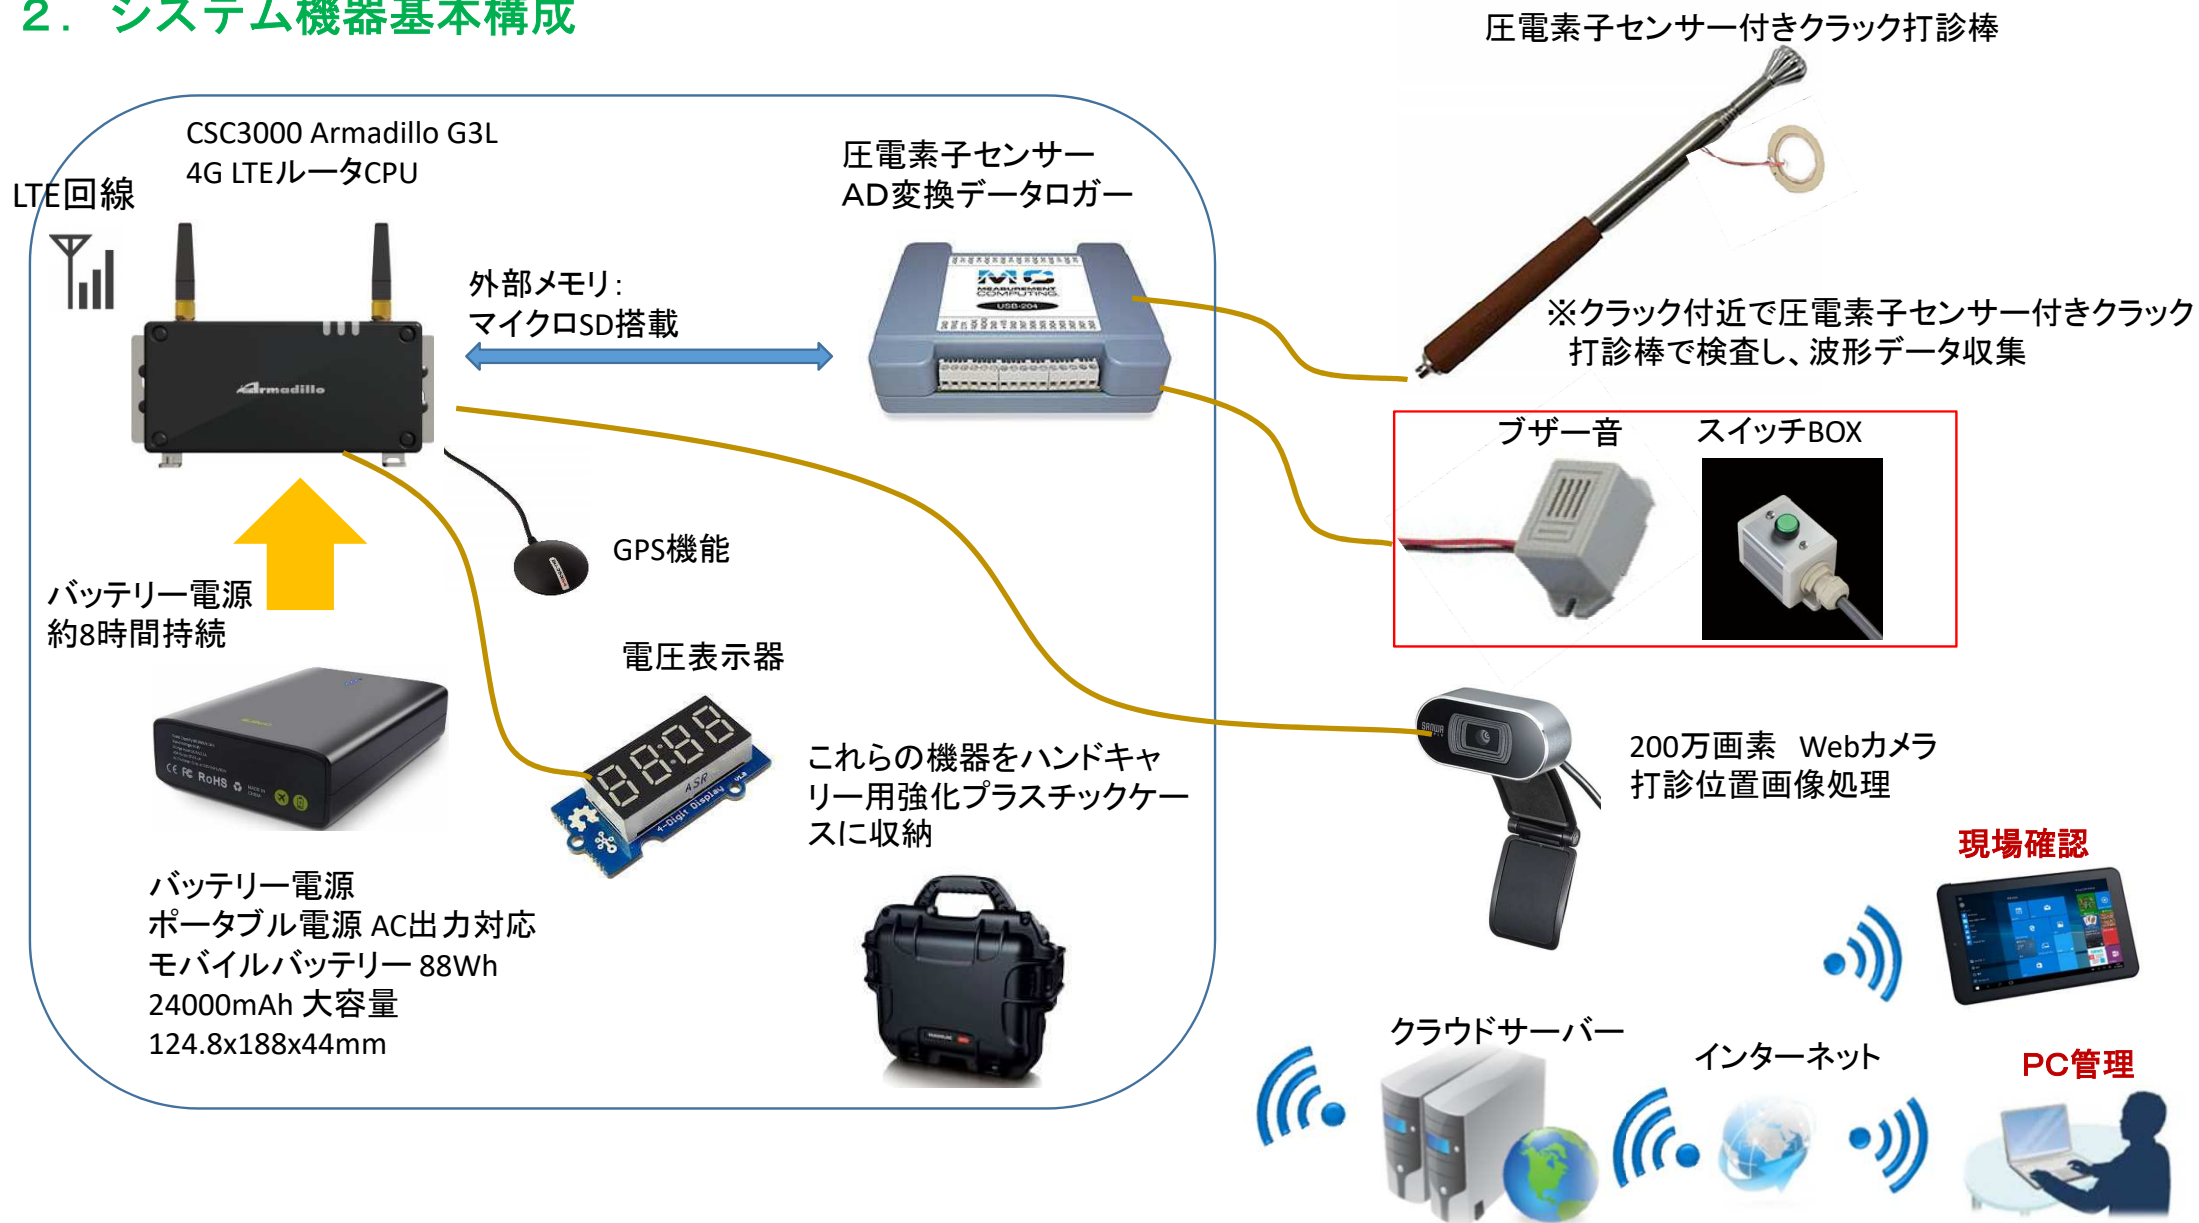 ２．システム機器基本構成
圧電素子センサー付きクラック打診棒
CSC3000 Armadillo G3L
4G LTEルータCPU
LTE回線
圧電素子センサー
ＡＤ変換データロガー
外部メモリ：
マイクロSD搭載
MEASUREMENT
COMPUTING
USB-204
Armadillo
※クラック付近で圧電素子センサー付きクラック
打診棒で検査し、波形データ収集
ブザー音
スイッチBOX
GPS機能
バッテリー電源
約8時間持続
電圧表示器
RoHS
ASR
4-Digit Display
これらの機器をハンドキャ
リー用強化プラスチックケー
スに収納
SANWA
200万画素　Webカメラ
打診位置画像処理
現場確認
バッテリー電源
ポータブル電源 AC出力対応
モバイルバッテリー 88Wh
24000mAh 大容量
124.8x188x44mm
クラウドサーバー
インターネット
ＰＣ管理